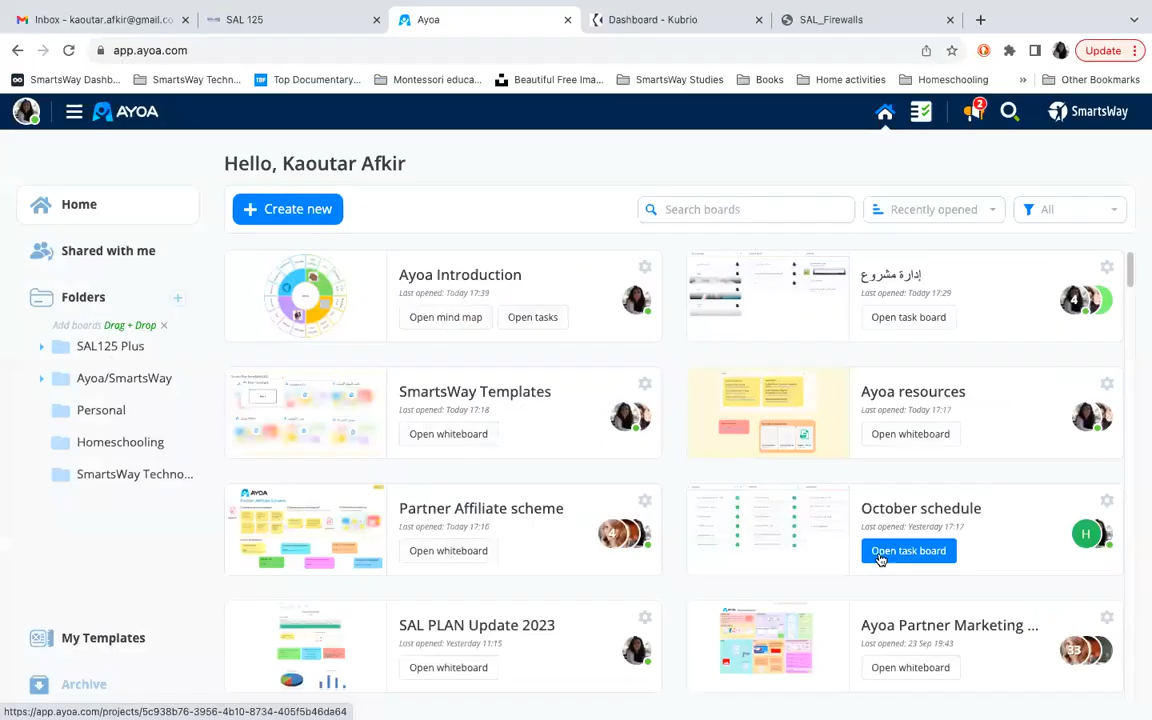 Inbox - kaoutar.afkir@gmail.co
SAL 125
Ayoa
Dashboard - Kubrio
SAL_Firewalls
app.ayoa.com
Update
SmartsWay Dashb...
SmartsWay Techn...
Top Documentary...
Montessori educa...
Beautiful Free Ima...
SmartsWay Studies
Books
Home activities
Homeschooling
»
Other Bookmarks
AYOA
2
SmartsWay
Hello, Kaoutar Afkir
Home
Shared with me
Folders
Add boards Drag + Drop
SAL125 Plus
Ayoa/SmartsWay
Personal
Homeschooling
SmartsWay Techno...
My Templates
Archive
+ Create new
Search boards
Recently opened
All
Ayoa Introduction
Last opened: Today 17:39
Open mind map
Open tasks
إدارة مشروع
Last opened: Today 17:29
Open task board
4
SmartsWay Templates
Last opened: Today 17:18
Open whiteboard
Ayoa resources
Last opened: Today 17:17
Open whiteboard
AYOA
Partner Affiliate scheme
Last opened: Today 17:16
Open whiteboard
4
October schedule
Last opened: Yesterday 17:17
Open task board
H
SAL PLAN Update 2023
Last opened: Yesterday 11:15
Open whiteboard
Ayoa Partner Marketing ...
Last opened: 23 Sep 19:43
Open whiteboard
33
https://app.ayoa.com/projects/5c938b76-3956-4b10-8734-405f5b46da64